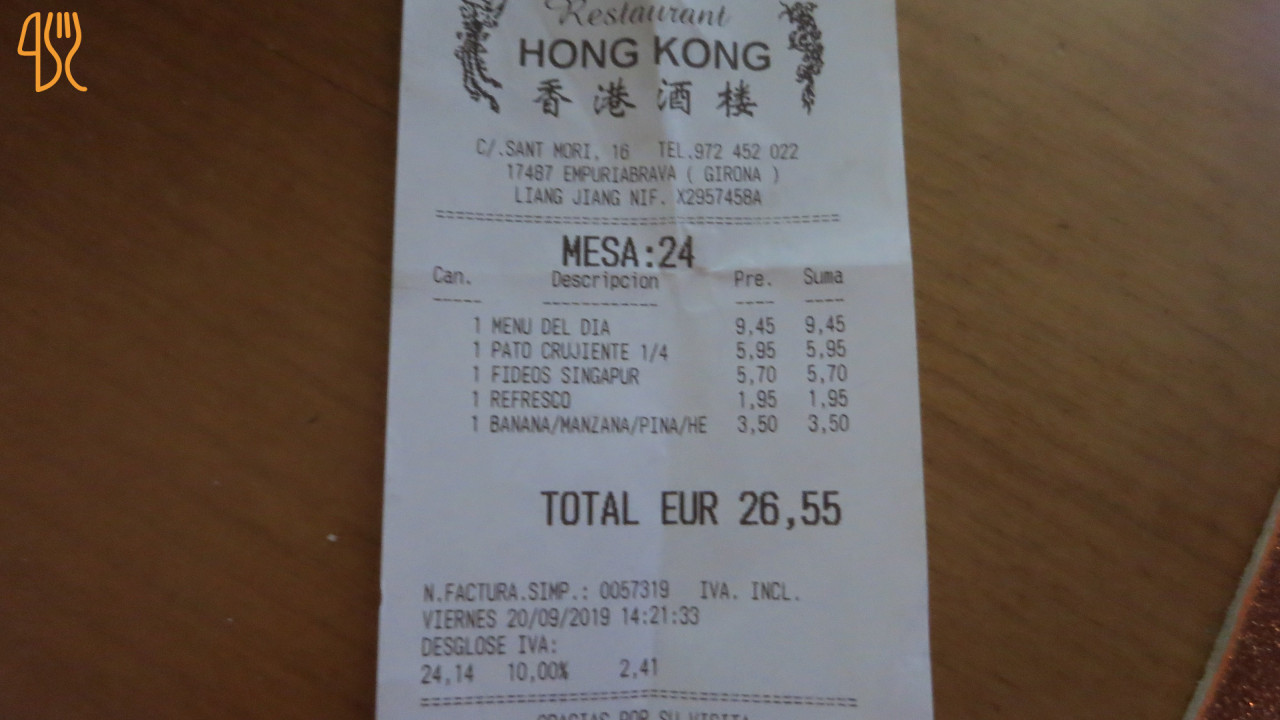 Restaurant
HONG KONG
香港酒楼
C/.SANT MORI, 16 TEL.972 452 022
17487 EMPURIABRAVA ( GIRONA )
LIANG JIANG NIF. X2957458A
MESA:24
Can. Descripcion Pre. Suma
1 MENU DEL DIA 9,45 9,45
1 PATO CRUJIENTE 1/4 5,95 5,95
1 FIDEOS SINGAPUR 5,70 5,70
1 REFRESCO 1,95 1,95
1 BANANA/MANZANA/PINA/HE 3,50 3,50
TOTAL EUR 26,55
N.FACTURA.SIMP.: 0057319 IVA. INCL.
VIERNES 20/09/2019 14:21:33
DESGLOSE IVA:
24,14 10,00% 2,41
GRACIAS POR SU VISITA